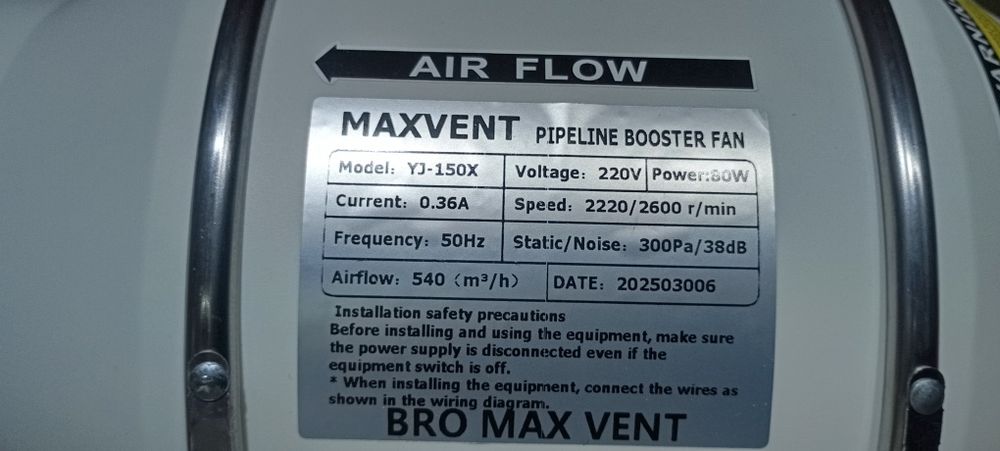 AIR FLOW
MAXVENT PIPELINE BOOSTER FAN
Model: YJ-150X Voltage: 220V Power:80W
Current: 0.36A Speed: 2220/2600 r/min
Frequency: 50Hz Static/Noise: 300Pa/38dB
Airflow: 540 (m³/h) DATE: 202503006
Installation safety precautions
Before installing and using the equipment, make sure
the power supply is disconnected even if the
equipment switch is off.
* When installing the equipment, connect the wires as
shown in the wiring diagram.
BRO MAX VENT